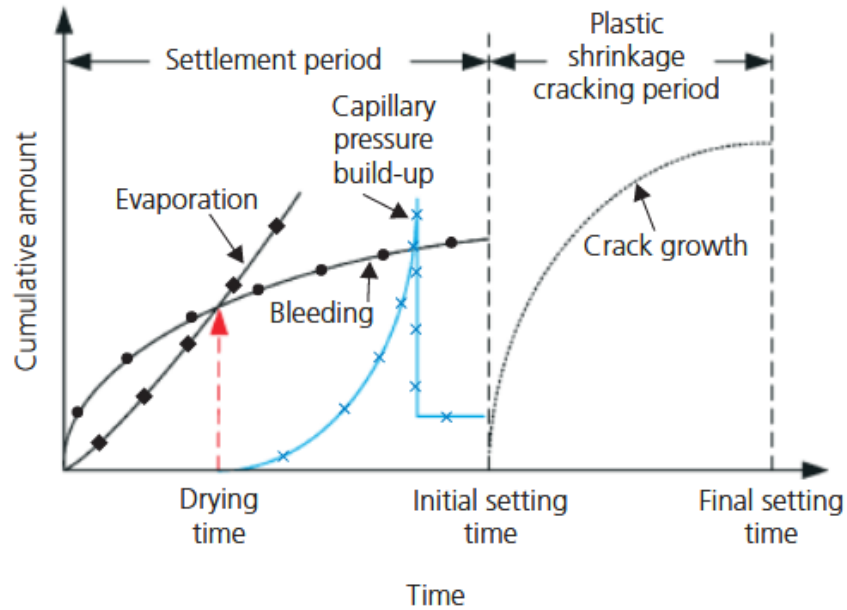 Plastic
shrinkage
cracking period
Settlement period
Capillary
pressure
build-up
Evaporation
Bleeding
Crack growth
Cumulative amount
Drying
time
Initial setting
time
Final setting
time
Time